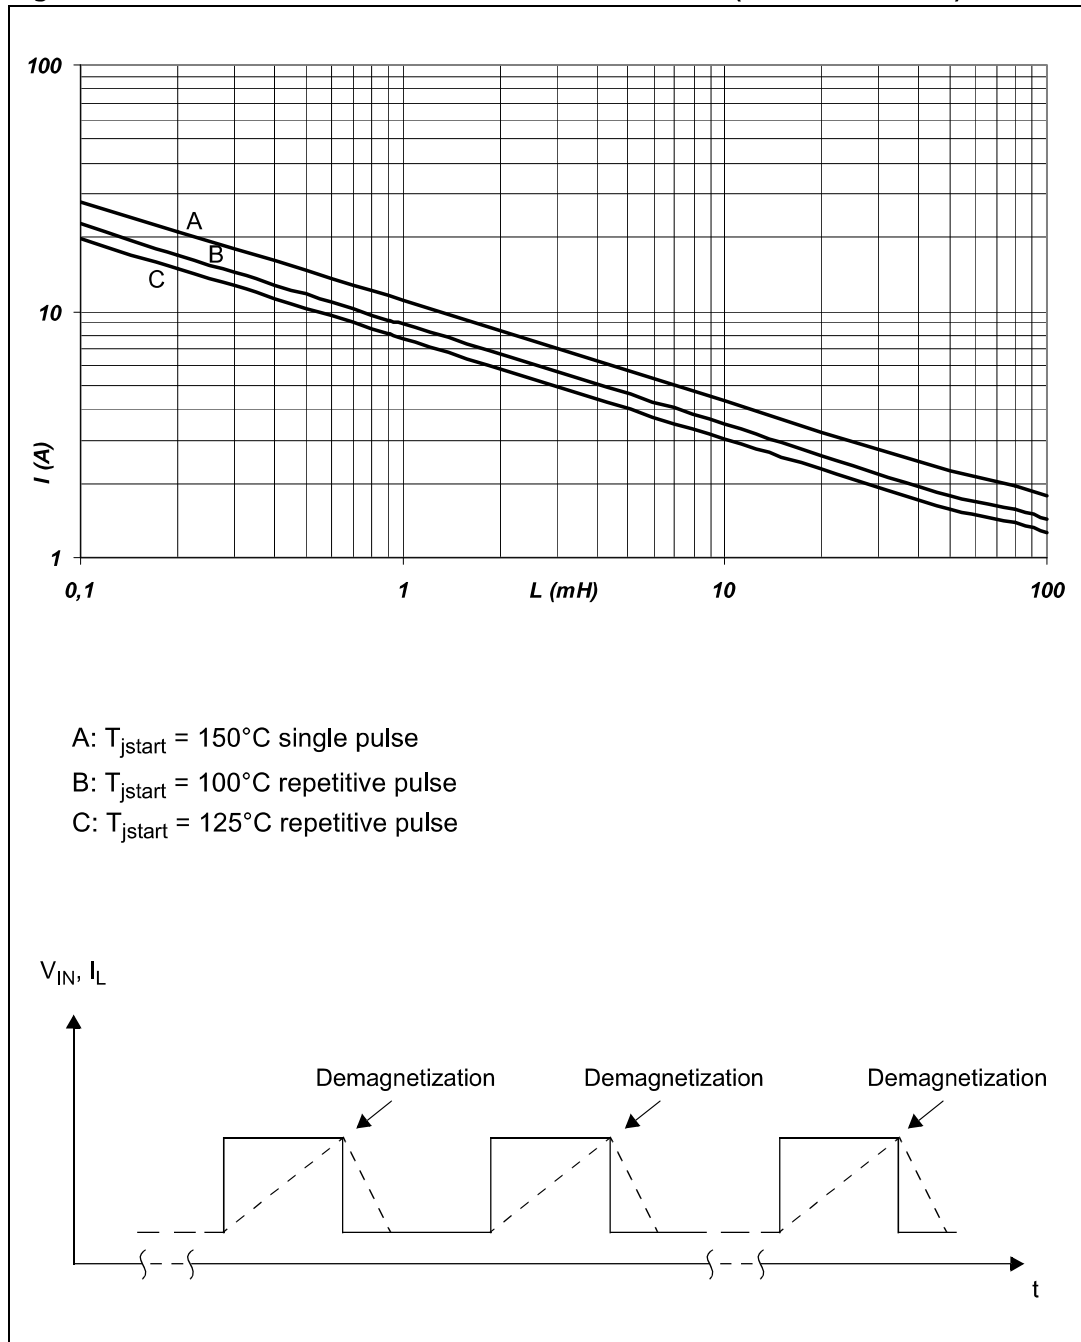 100
A
B
C
10
I (A)
1
0,1
1
L (mH)
10
100
A: Tjstart = 150°C single pulse
B: Tjstart = 100°C repetitive pulse
C: Tjstart = 125°C repetitive pulse
VIN, IL
Demagnetization
Demagnetization
Demagnetization
t